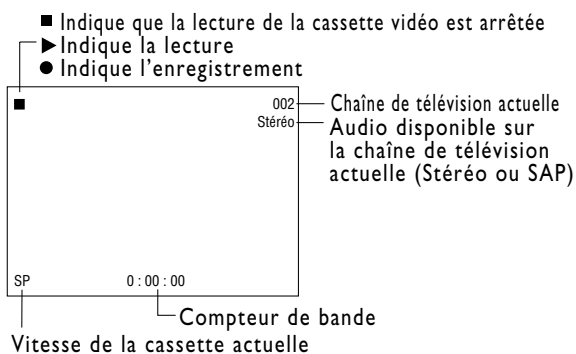 ■ Indique que la lecture de la cassette vidéo est arrêtée
▶ Indique la lecture
● Indique l'enregistrement
■
002
Chaîne de télévision actuelle
Stéréo
Audio disponible sur
la chaîne de télévision
actuelle (Stéréo ou SAP)
SP
0 : 00 : 00
Compteur de bande
Vitesse de la cassette actuelle